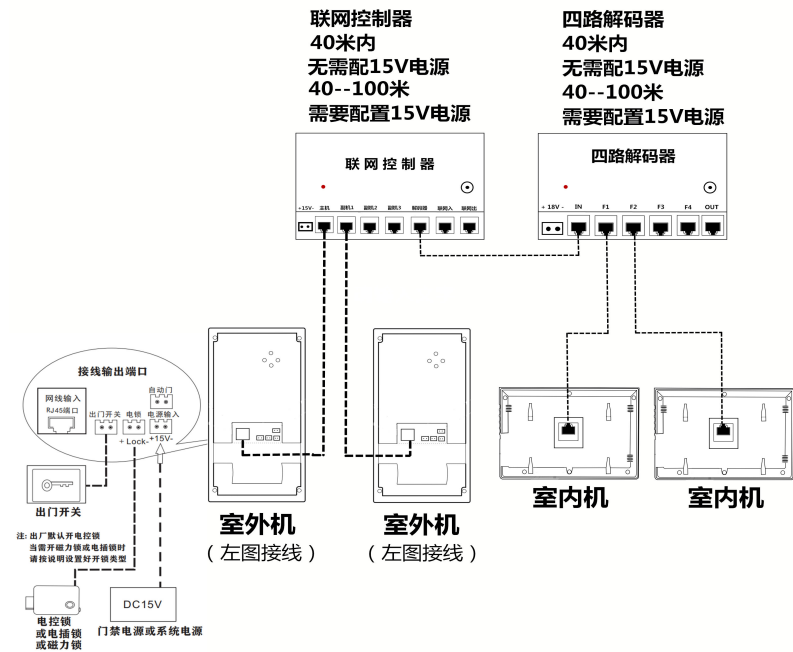 联网控制器
40米内
无需配15V电源
40--100米
需要配置15V电源
四路解码器
40米内
无需配15V电源
40--100米
需要配置15V电源
联网控制器
+15V- 主机 副机1 副机2 副机3 解码器 联网入 联网出
四路解码器
+ 18V - IN F1 F2 F3 F4 OUT
接线输出端口
网线输入
RJ45端口
自动门
出门开关 电锁 电源输入
+ Lock- +15V-
出门开关
注: 出厂默认开电控锁
当需开磁力锁或电插锁时
请按说明设置好开锁类型
电控锁
或电插锁
或磁力锁
DC15V
门禁电源或系统电源
室外机
(左图接线)
室外机
(左图接线)
室内机
室内机